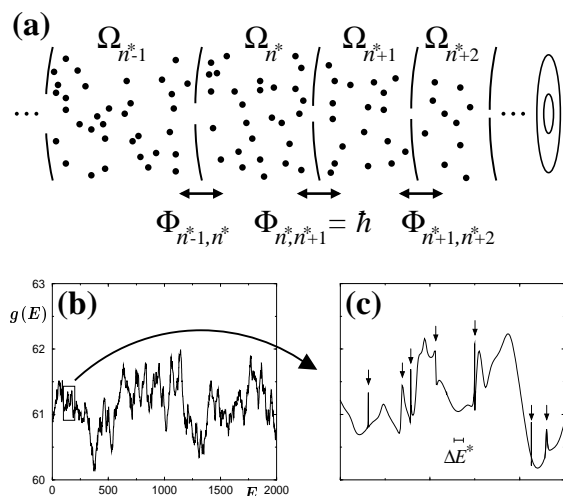 (a)
Ω_{n*-1} Ω_{n*} Ω_{n*+1} Ω_{n*+2}
... ...
Φ_{n*-1,n*} Φ_{n*,n*+1} = ħ Φ_{n*+1,n*+2}
(b) (c)
63
g(E)
62
61
60
0 500 1000 1500 2000
E
ΔE*